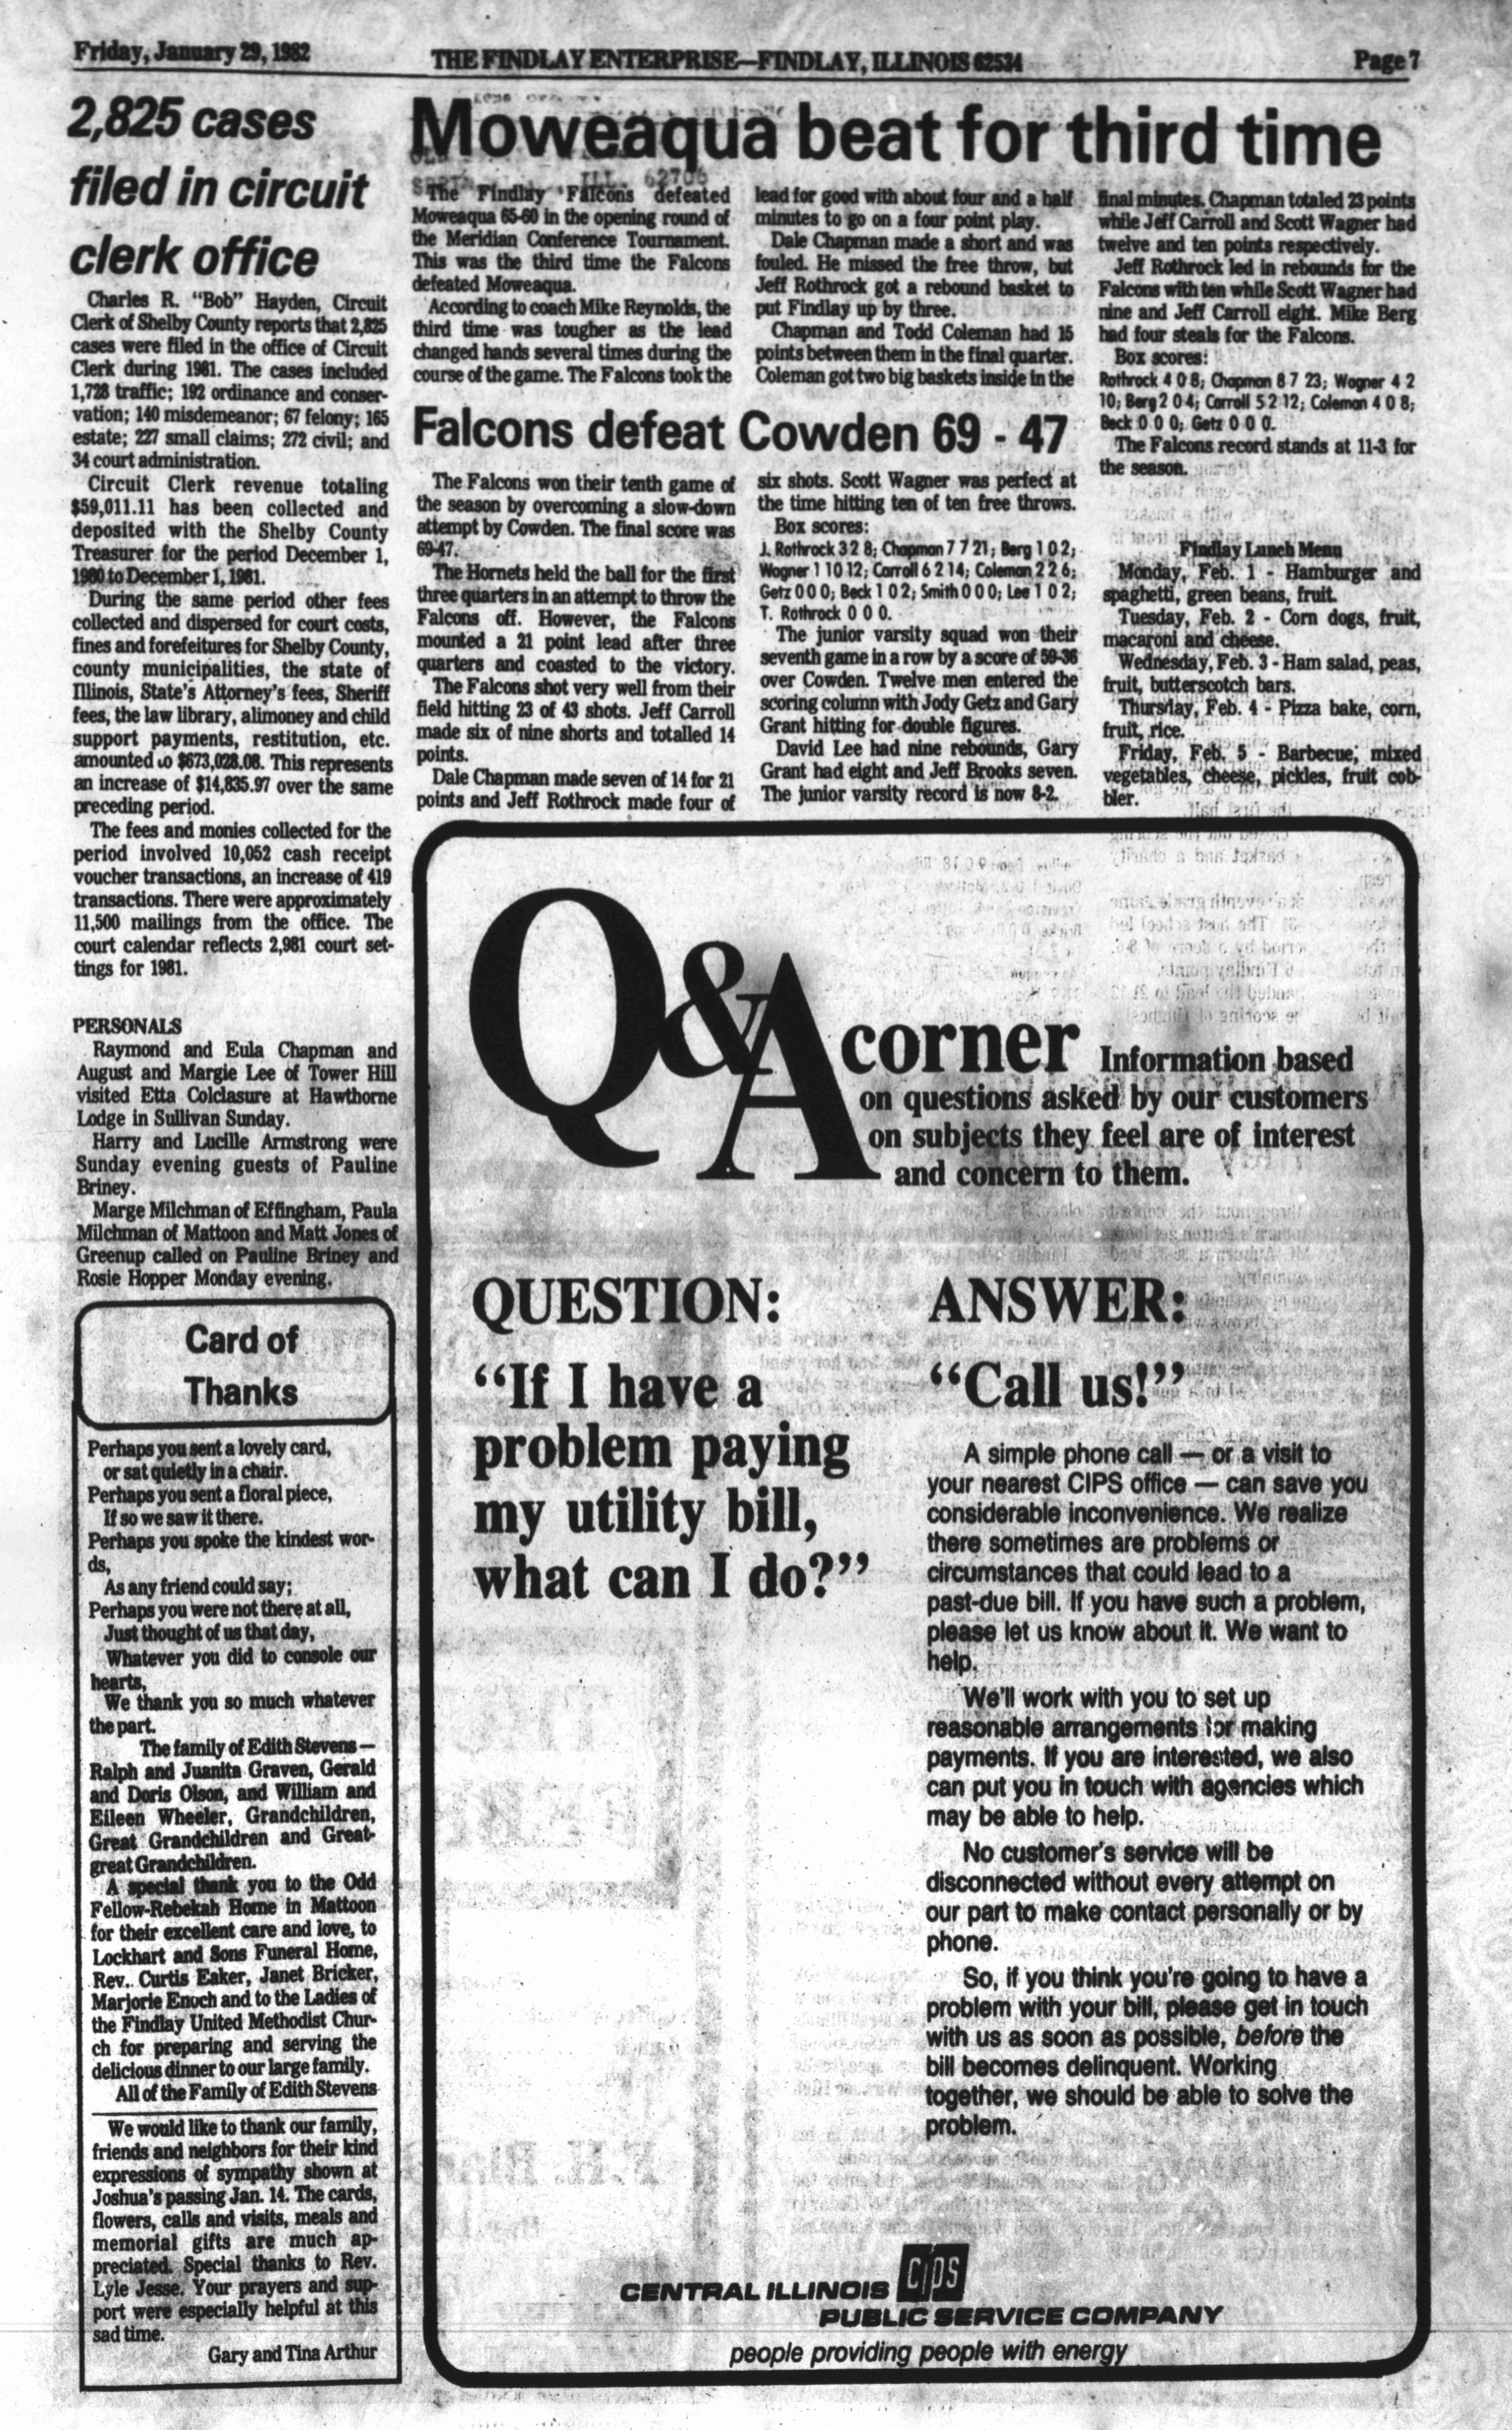 Friday, January 29, 1982
THE FINDLAY ENTERPRISE—FINDLAY, ILLINOIS 62534
Page 7
2,825 cases
filed in circuit
clerk office
Charles R. "Bob" Hayden, Circuit
Clerk of Shelby County reports that 2,825
cases were filed in the office of Circuit
Clerk during 1981. The cases included
1,728 traffic; 192 ordinance and conser-
vation; 140 misdemeanor; 67 felony; 165
estate; 227 small claims; 272 civil; and
34 court administration.
Circuit Clerk revenue totaling
$59,011.11 has been collected and
deposited with the Shelby County
Treasurer for the period December 1,
1980 to December 1, 1981.
During the same period other fees
collected and dispersed for court costs,
fines and forefeitures for Shelby County,
county municipalities, the state of
Illinois, State's Attorney's fees, Sheriff
fees, the law library, alimoney and child
support payments, restitution, etc.
amounted to $673,028.08. This represents
an increase of $14,835.97 over the same
preceding period.
The fees and monies collected for the
period involved 10,052 cash receipt
voucher transactions, an increase of 419
transactions. There were approximately
11,500 mailings from the office. The
court calendar reflects 2,981 court set-
tings for 1981.
PERSONALS
Raymond and Eula Chapman and
August and Margie Lee of Tower Hill
visited Etta Colclasure at Hawthorne
Lodge in Sullivan Sunday.
Harry and Lucille Armstrong were
Sunday evening guests of Pauline
Briney.
Marge Milchman of Effingham, Paula
Milchman of Mattoon and Matt Jones of
Greenup called on Pauline Briney and
Rosie Hopper Monday evening.
Card of
Thanks
Perhaps you sent a lovely card,
or sat quietly in a chair.
Perhaps you sent a floral piece,
If so we saw it there.
Perhaps you spoke the kindest wor-
ds,
As any friend could say;
Perhaps you were not there at all,
Just thought of us that day,
Whatever you did to console our
hearts,
We thank you so much whatever
the part.
The family of Edith Stevens—
Ralph and Juanita Graven, Gerald
and Doris Olson, and William and
Eileen Wheeler, Grandchildren,
Great Grandchildren and Great-
great Grandchildren.
A special thank you to the Odd
Fellow-Rebekah Home in Mattoon
for their excellent care and love, to
Lockhart and Sons Funeral Home,
Rev. Curtis Eaker, Janet Bricker,
Marjorie Enoch and to the Ladies of
the Findlay United Methodist Chur-
ch for preparing and serving the
delicious dinner to our large family.
All of the Family of Edith Stevens
We would like to thank our family,
friends and neighbors for their kind
expressions of sympathy shown at
Joshua's passing Jan. 14. The cards,
flowers, calls and visits, meals and
memorial gifts are much ap-
preciated. Special thanks to Rev.
Lyle Jesse. Your prayers and sup-
port were especially helpful at this
sad time.
Gary and Tina Arthur
Moweaqua beat for third time
ILL. 62706
The Findlay Falcons defeated
Moweaqua 65-60 in the opening round of
the Meridian Conference Tournament.
This was the third time the Falcons
defeated Moweaqua.
According to coach Mike Reynolds, the
third time was tougher as the lead
changed hands several times during the
course of the game. The Falcons took the
lead for good with about four and a half
minutes to go on a four point play.
Dale Chapman made a short and was
fouled. He missed the free throw, but
Jeff Rothrock got a rebound basket to
put Findlay up by three.
Chapman and Todd Coleman had 15
points between them in the final quarter.
Coleman got two big baskets inside in the
final minutes. Chapman totaled 23 points
while Jeff Carroll and Scott Wagner had
twelve and ten points respectively.
Jeff Rothrock led in rebounds for the
Falcons with ten while Scott Wagner had
nine and Jeff Carroll eight. Mike Berg
had four steals for the Falcons.
Box scores:
Rothrock 4 0 8; Chapman 8 7 23; Wagner 4 2
10; Berg 2 0 4; Carroll 5 2 12; Coleman 4 0 8;
Beck 0 0 0; Getz 0 0 0.
The Falcons record stands at 11-3 for
the season.
Falcons defeat Cowden 69 - 47
The Falcons won their tenth game of
the season by overcoming a slow-down
attempt by Cowden. The final score was
69-47.
The Hornets held the ball for the first
three quarters in an attempt to throw the
Falcons off. However, the Falcons
mounted a 21 point lead after three
quarters and coasted to the victory.
The Falcons shot very well from their
field hitting 23 of 43 shots. Jeff Carroll
made six of nine shorts and totalled 14
points.
Dale Chapman made seven of 14 for 21
points and Jeff Rothrock made four of
six shots. Scott Wagner was perfect at
the time hitting ten of ten free throws.
Box scores:
J. Rothrock 3 2 8; Chapman 7 7 21; Berg 1 0 2;
Wagner 1 10 12; Carroll 6 2 14; Coleman 2 2 6;
Getz 0 0 0; Beck 1 0 2; Smith 0 0 0; Lee 1 0 2;
T. Rothrock 0 0 0.
The junior varsity squad won their
seventh game in a row by a score of 59-36
over Cowden. Twelve men entered the
scoring column with Jody Getz and Gary
Grant hitting for double figures.
David Lee had nine rebounds, Gary
Grant had eight and Jeff Brooks seven.
The junior varsity record is now 8-2.
Findlay Lunch Menu
Monday, Feb. 1 - Hamburger and
spaghetti, green beans, fruit.
Tuesday, Feb. 2 - Corn dogs, fruit,
macaroni and cheese.
Wednesday, Feb. 3 - Ham salad, peas,
fruit, butterscotch bars.
Thursday, Feb. 4 - Pizza bake, corn,
fruit, rice.
Friday, Feb. 5 - Barbecue, mixed
vegetables, cheese, pickles, fruit cob-
bler.
Q&A corner Information based
on questions asked by our customers
on subjects they feel are of interest
and concern to them.
QUESTION:
"If I have a
problem paying
my utility bill,
what can I do?"
ANSWER:
"Call us!"
A simple phone call — or a visit to
your nearest CIPS office — can save you
considerable inconvenience. We realize
there sometimes are problems or
circumstances that could lead to a
past-due bill. If you have such a problem,
please let us know about it. We want to
help.
We'll work with you to set up
reasonable arrangements for making
payments. If you are interested, we also
can put you in touch with agencies which
may be able to help.
No customer's service will be
disconnected without every attempt on
our part to make contact personally or by
phone.
So, if you think you're going to have a
problem with your bill, please get in touch
with us as soon as possible, before the
bill becomes delinquent. Working
together, we should be able to solve the
problem.
CENTRAL ILLINOIS CIPS
PUBLIC SERVICE COMPANY
people providing people with energy